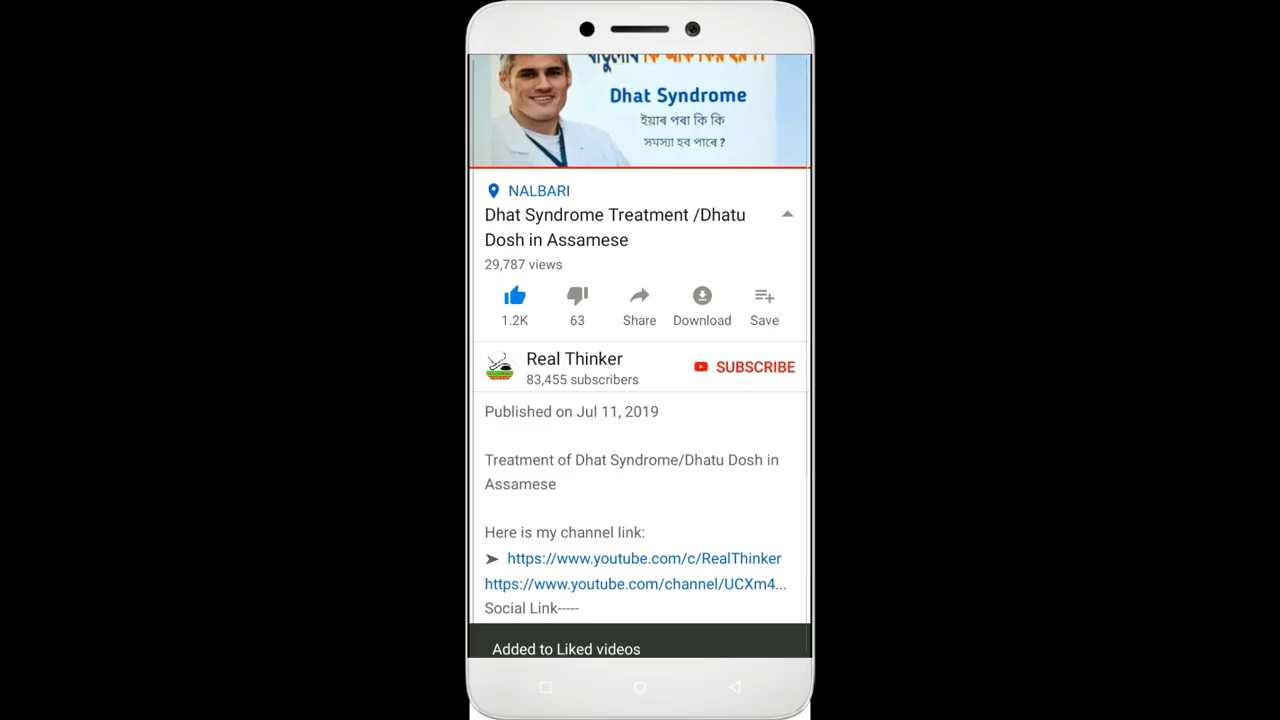 Dhat Syndrome
ইয়াৰ পৰা কি কি
সমস্যা হব পাৰে ?
NALBARI
Dhat Syndrome Treatment /Dhatu
Dosh in Assamese
29,787 views
1.2K
63
Share
Download
Save
Real Thinker
83,455 subscribers
SUBSCRIBE
Published on Jul 11, 2019
Treatment of Dhat Syndrome/Dhatu Dosh in
Assamese
Here is my channel link:
➤ https://www.youtube.com/c/RealThinker
https://www.youtube.com/channel/UCXm4...
Social Link-----
Added to Liked videos